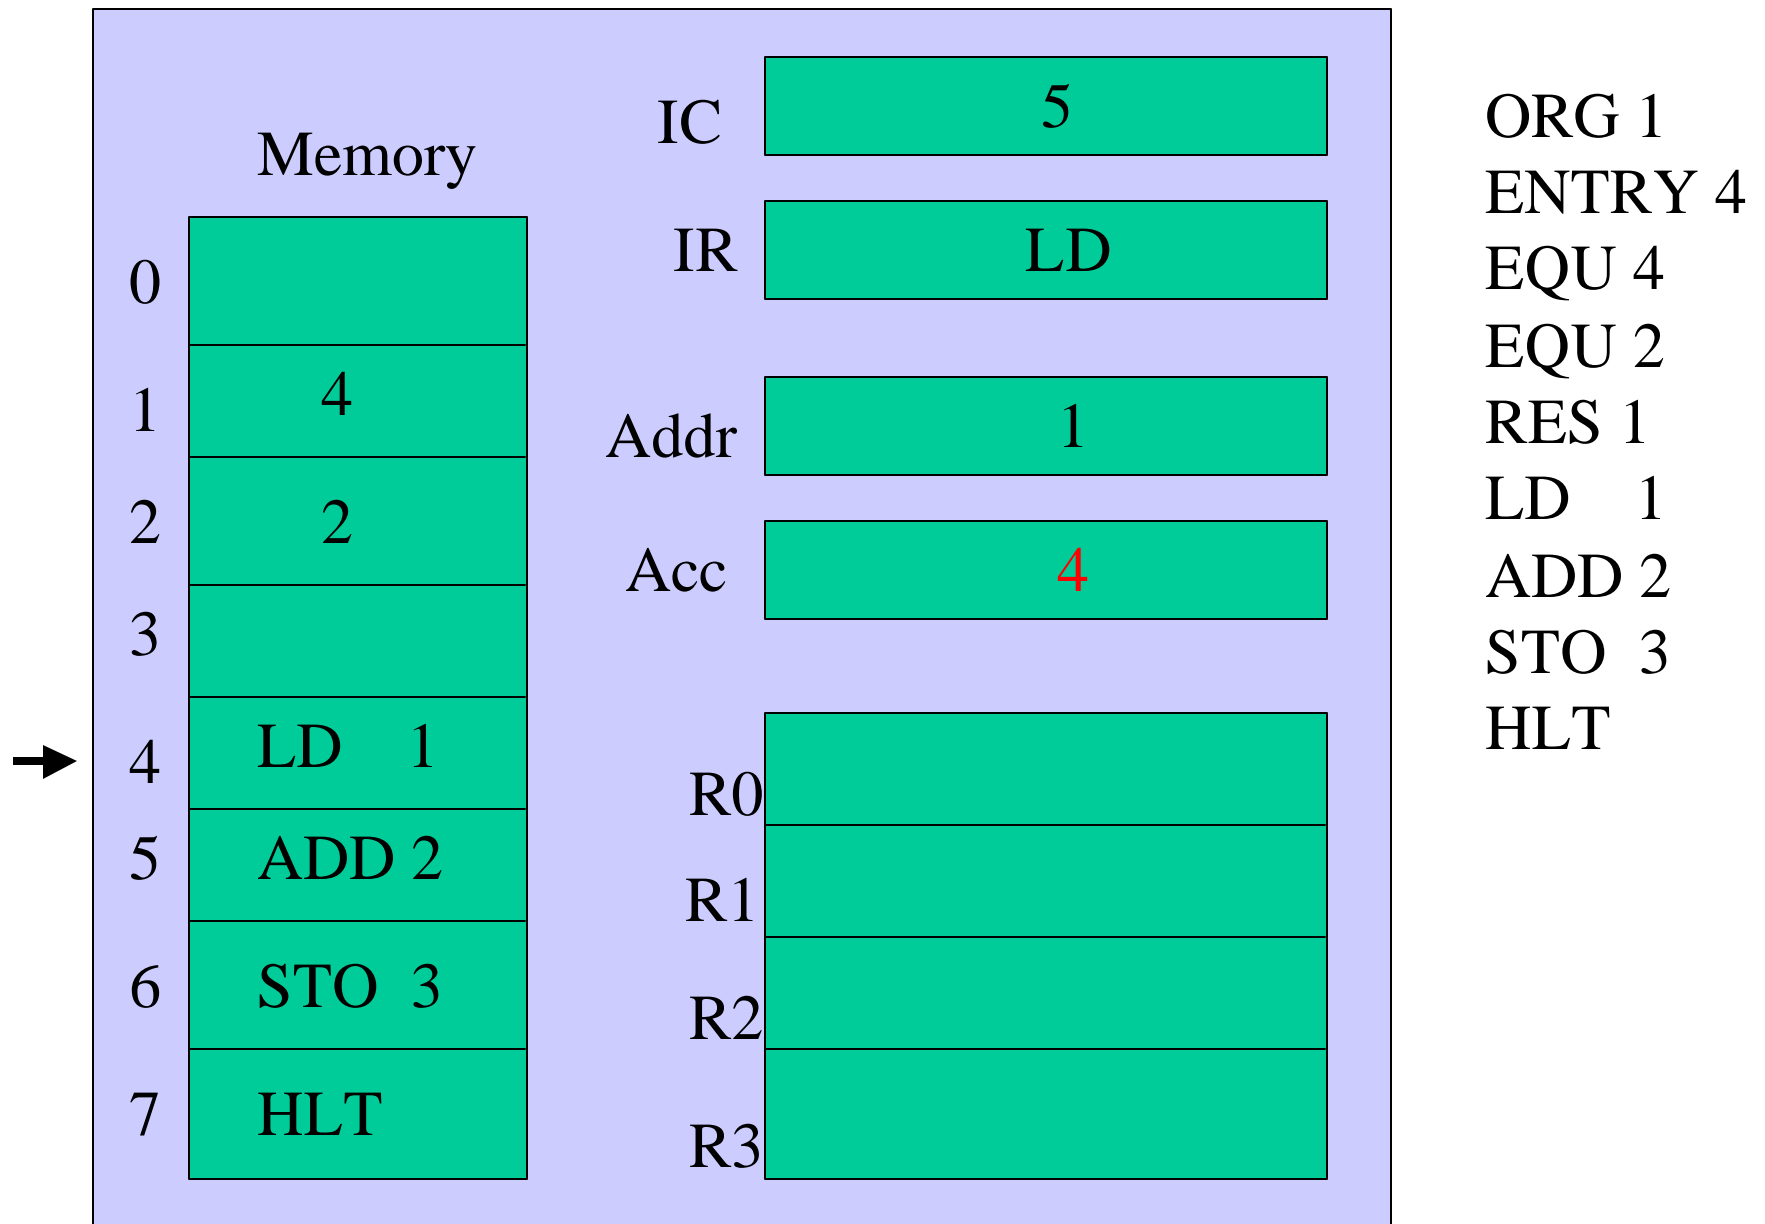 Memory
0
1 4
2 2
3
4 LD 1
5 ADD 2
6 STO 3
7 HLT
IC 5
IR LD
Addr 1
Acc 4
R0
R1
R2
R3
ORG 1
ENTRY 4
EQU 4
EQU 2
RES 1
LD 1
ADD 2
STO 3
HLT